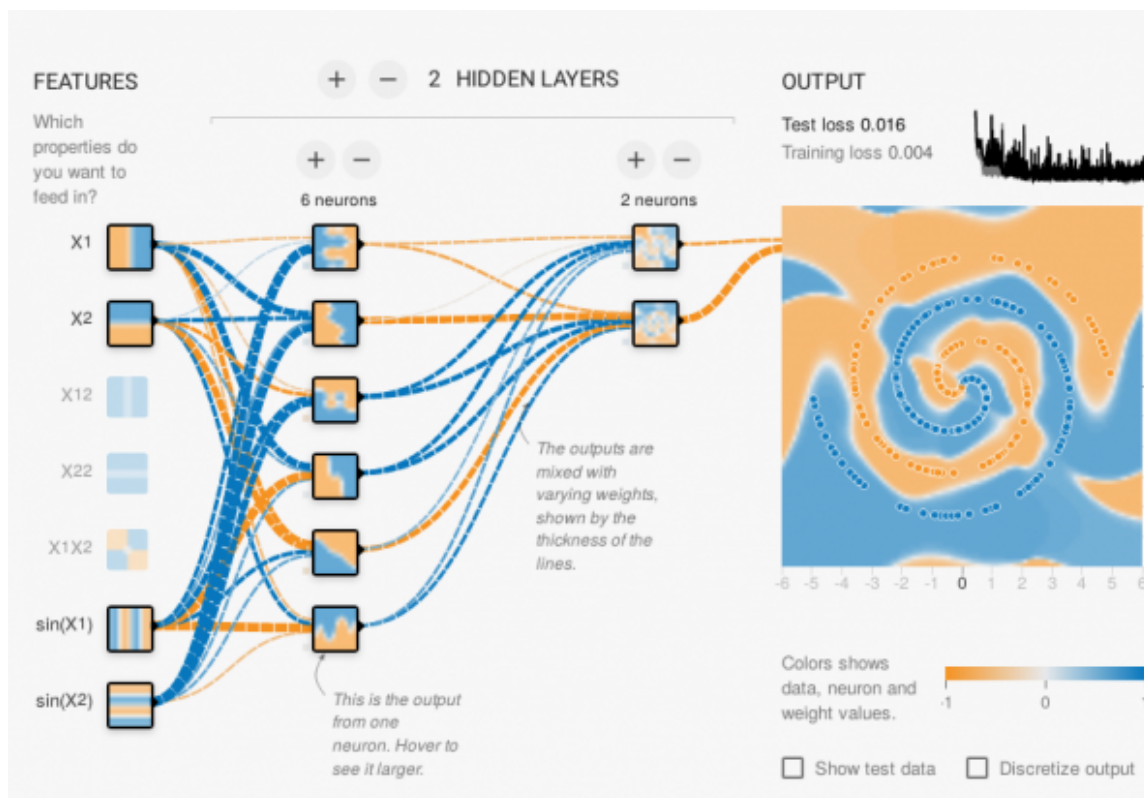 FEATURES
Which
properties do
you want to
feed in?
X1
X2
X12
X22
X1X2
sin(X1)
sin(X2)
+ − 2 HIDDEN LAYERS
+ −
6 neurons
+ −
2 neurons
This is the output
from one
neuron. Hover to
see it larger.
The outputs are
mixed with
varying weights,
shown by the
thickness of the
lines.
OUTPUT
Test loss 0.016
Training loss 0.004
-6 -5 -4 -3 -2 -1 0 1 2 3 4 5 6
Colors shows
data, neuron and
weight values.
-1 0
Show test data
Discretize output